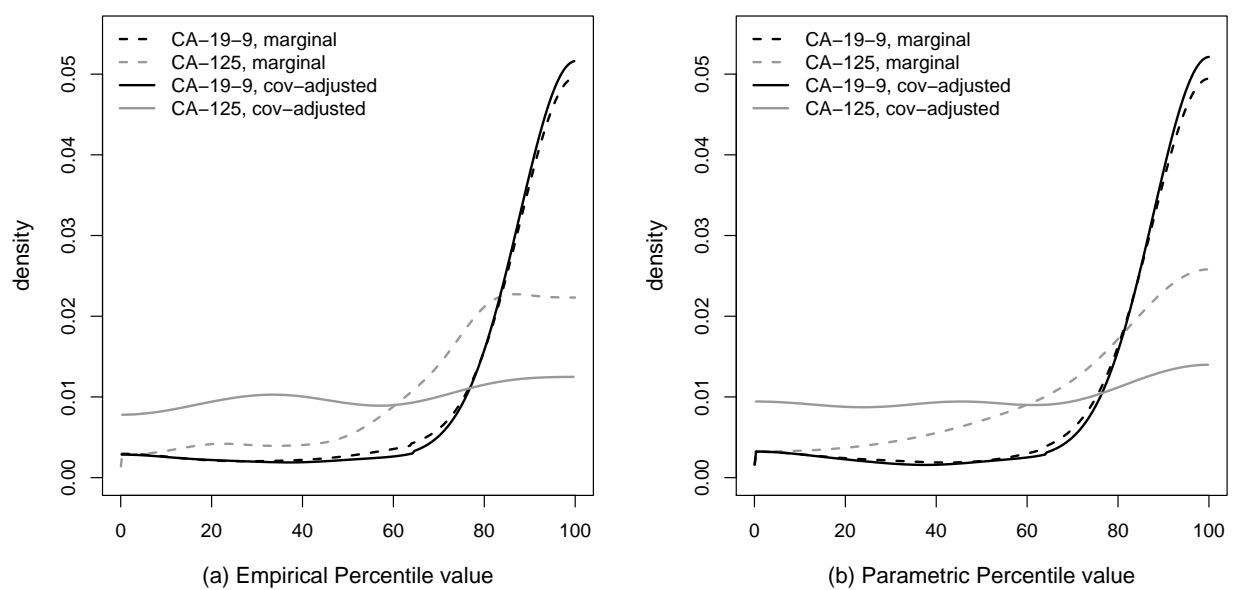 CA−19−9, marginal
CA−125, marginal
CA−19−9, cov−adjusted
CA−125, cov−adjusted
density
0.00 0.01 0.02 0.03 0.04 0.05
0 20 40 60 80 100
(a) Empirical Percentile value
CA−19−9, marginal
CA−125, marginal
CA−19−9, cov−adjusted
CA−125, cov−adjusted
density
0.00 0.01 0.02 0.03 0.04 0.05
0 20 40 60 80 100
(b) Parametric Percentile value